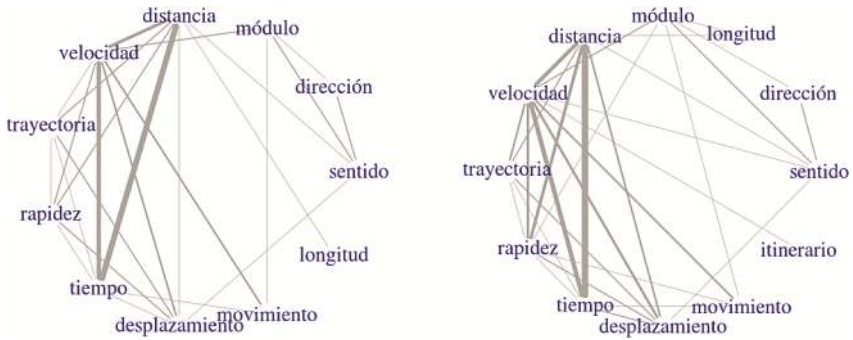 distancia
módulo
velocidad
dirección
trayectoria
sentido
rapidez
longitud
tiempo
movimiento
desplazamiento
módulo
longitud
distancia
velocidad
dirección
trayectoria
sentido
rapidez
itinerario
tiempo
movimiento
desplazamiento